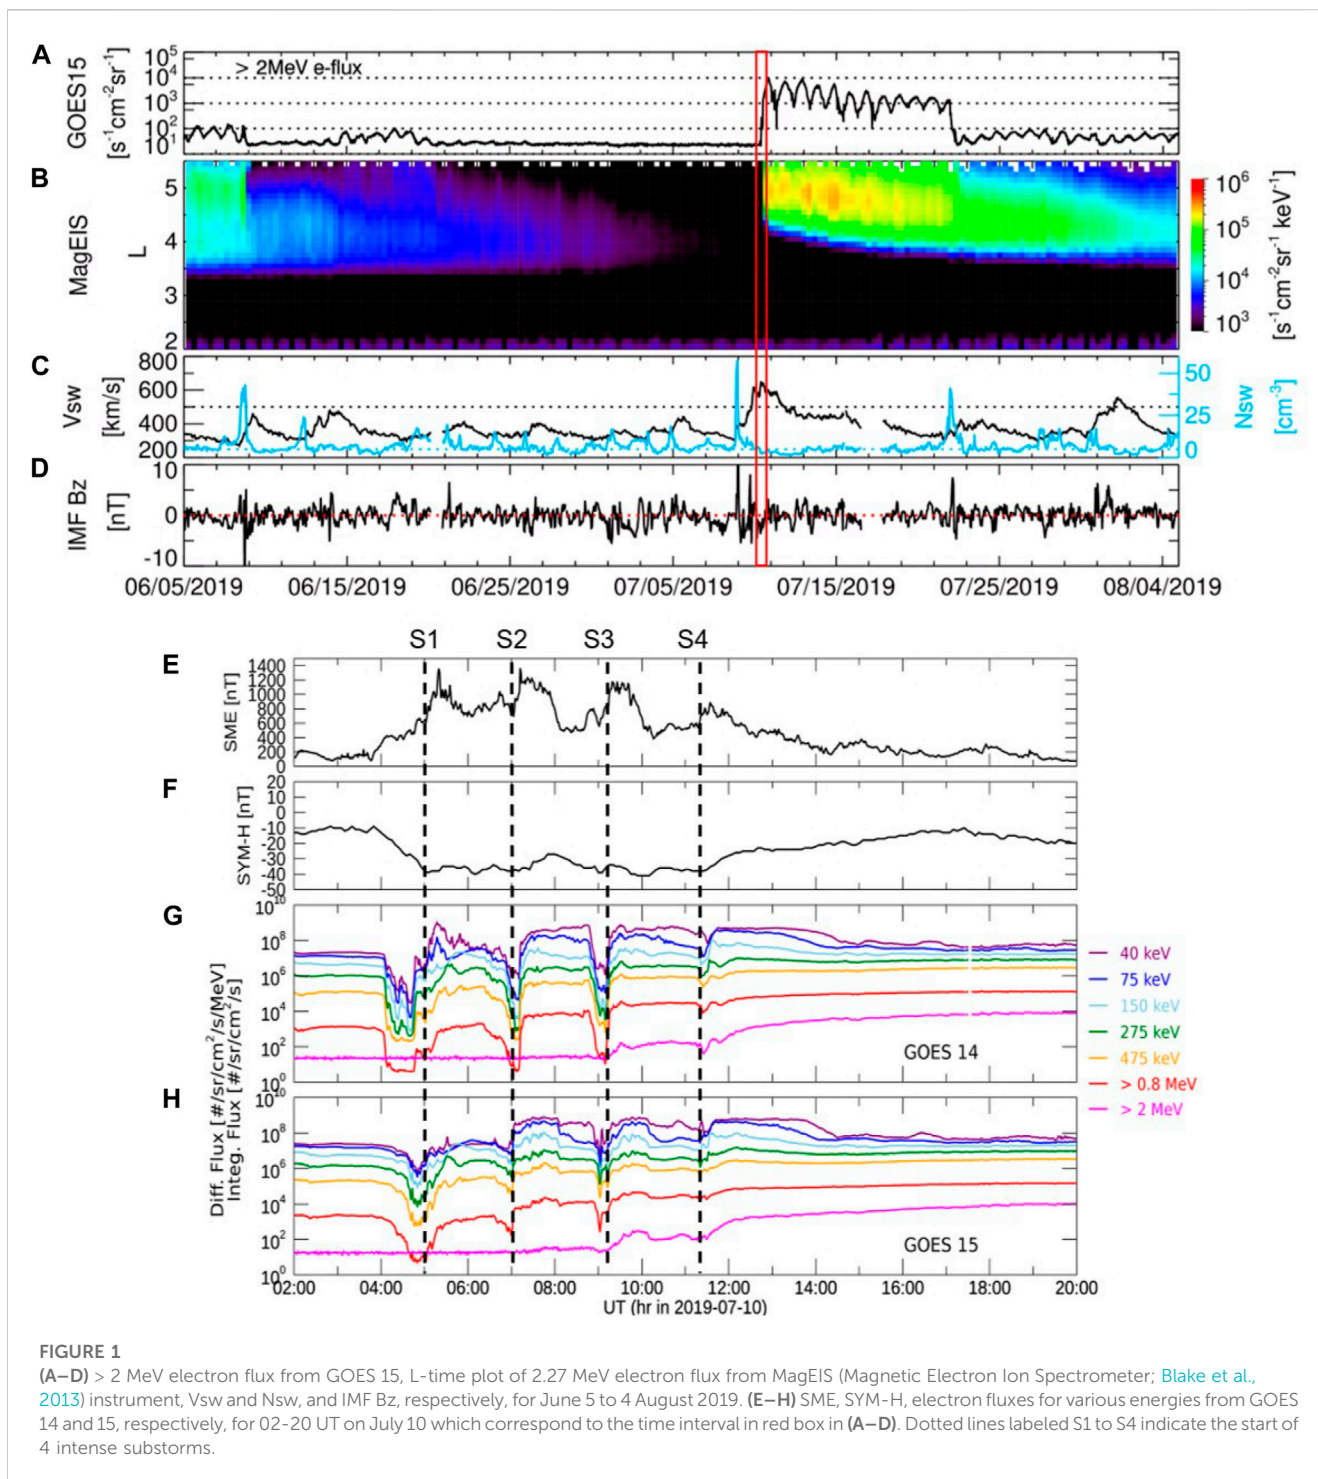 A
GOES15
[s⁻¹cm⁻²sr⁻¹]
10⁵
10⁴
10³
10²
10¹
> 2MeV e-flux
B
MagEIS
L
5
4
3
2
10⁶
10⁵
10⁴
10³
[s⁻¹cm⁻²sr⁻¹ keV⁻¹]
C
Vsw
[km/s]
800
600
400
200
50
25
0
Nsw
[cm⁻³]
D
IMF Bz
[nT]
10
0
-10
06/05/2019 06/15/2019 06/25/2019 07/05/2019 07/15/2019 07/25/2019 08/04/2019
S1 S2 S3 S4
E
SME [nT]
1400
1200
1000
800
600
400
200
0
F
SYM-H [nT]
20
10
0
-10
-20
-30
-40
-50
G
10¹⁰
10⁸
10⁶
10⁴
10²
10⁰
GOES 14
40 keV
75 keV
150 keV
275 keV
475 keV
> 0.8 MeV
> 2 MeV
Diff. Flux [#/sr/cm²/s/MeV]
Integ. Flux [#/sr/cm²/s]
H
10¹⁰
10⁸
10⁶
10⁴
10²
10⁰
GOES 15
02:00 04:00 06:00 08:00 10:00 12:00 14:00 16:00 18:00 20:00
UT (hr in 2019-07-10)
FIGURE 1
(A–D) > 2 MeV electron flux from GOES 15, L-time plot of 2.27 MeV electron flux from MagEIS (Magnetic Electron Ion Spectrometer; Blake et al.,
2013) instrument, Vsw and Nsw, and IMF Bz, respectively, for June 5 to 4 August 2019. (E–H) SME, SYM-H, electron fluxes for various energies from GOES
14 and 15, respectively, for 02-20 UT on July 10 which correspond to the time interval in red box in (A–D). Dotted lines labeled S1 to S4 indicate the start of
4 intense substorms.